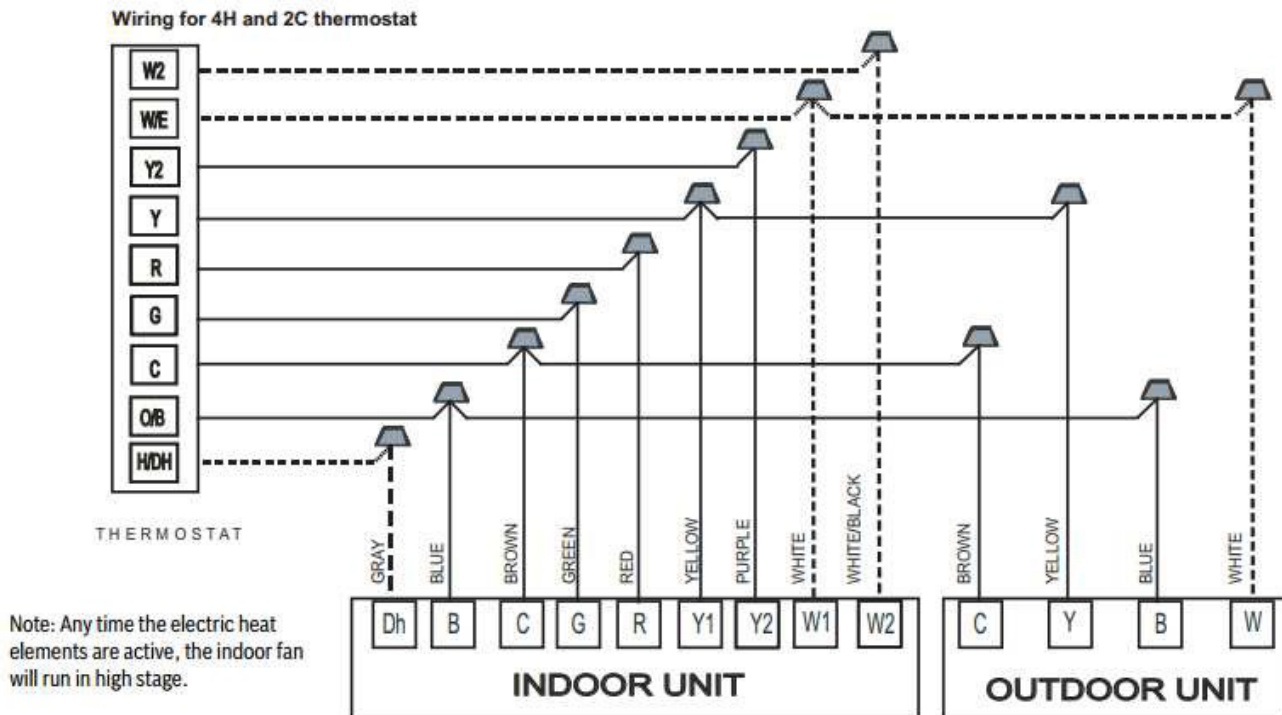 Wiring for 4H and 2C thermostat
W2
W/E
Y2
Y
R
G
C
O/B
H/DH
THERMOSTAT
GRAY
BLUE
BROWN
GREEN
RED
YELLOW
PURPLE
WHITE
WHITE/BLACK
BROWN
YELLOW
BLUE
WHITE
Dh B C G R Y1 Y2 W1 W2
C Y B W
INDOOR UNIT
OUTDOOR UNIT
Note: Any time the electric heat
elements are active, the indoor fan
will run in high stage.